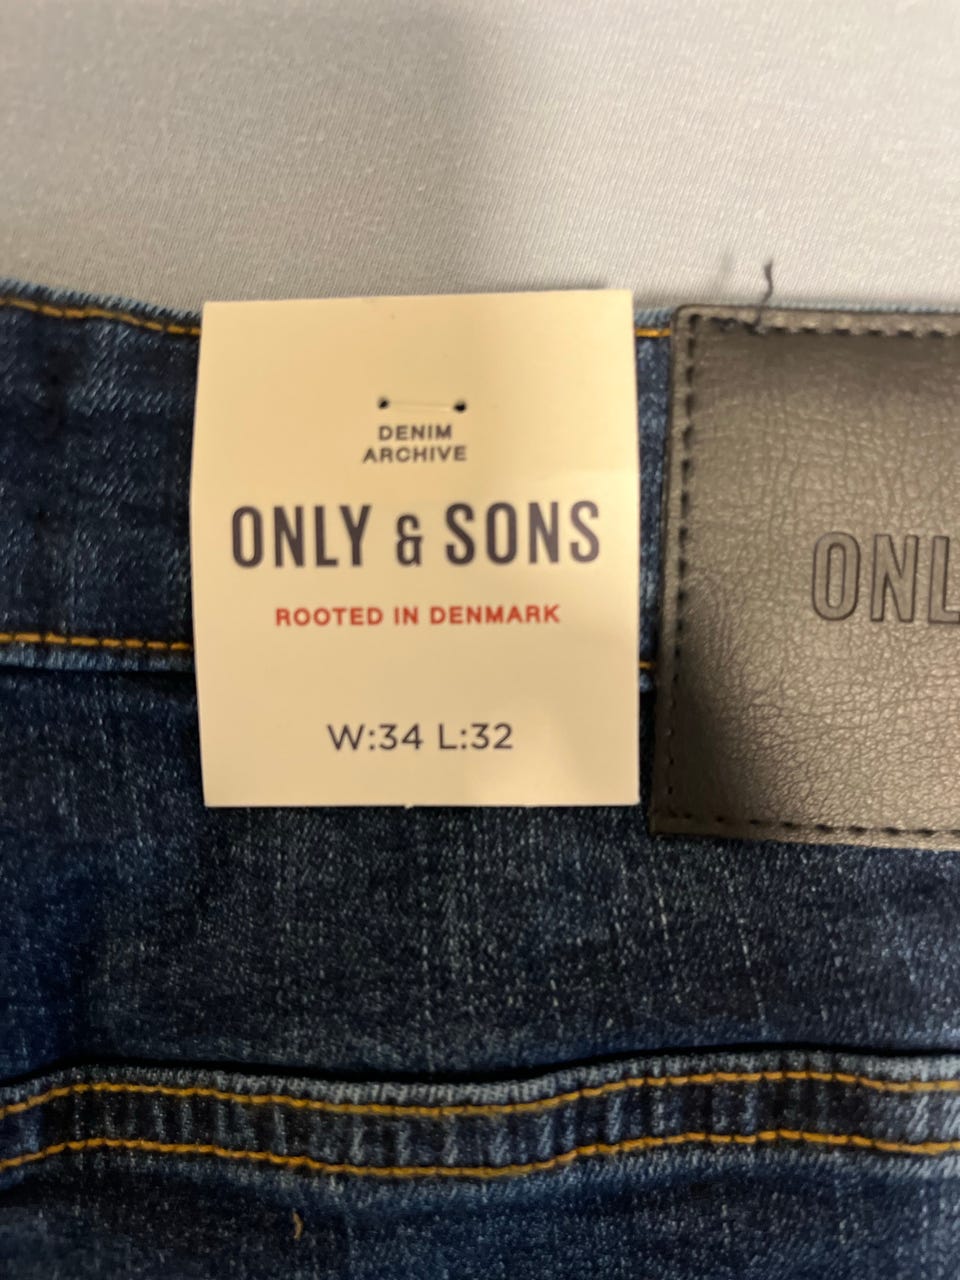 DENIM
ARCHIVE
ONLY & SONS
ROOTED IN DENMARK
W:34 L:32
ONL